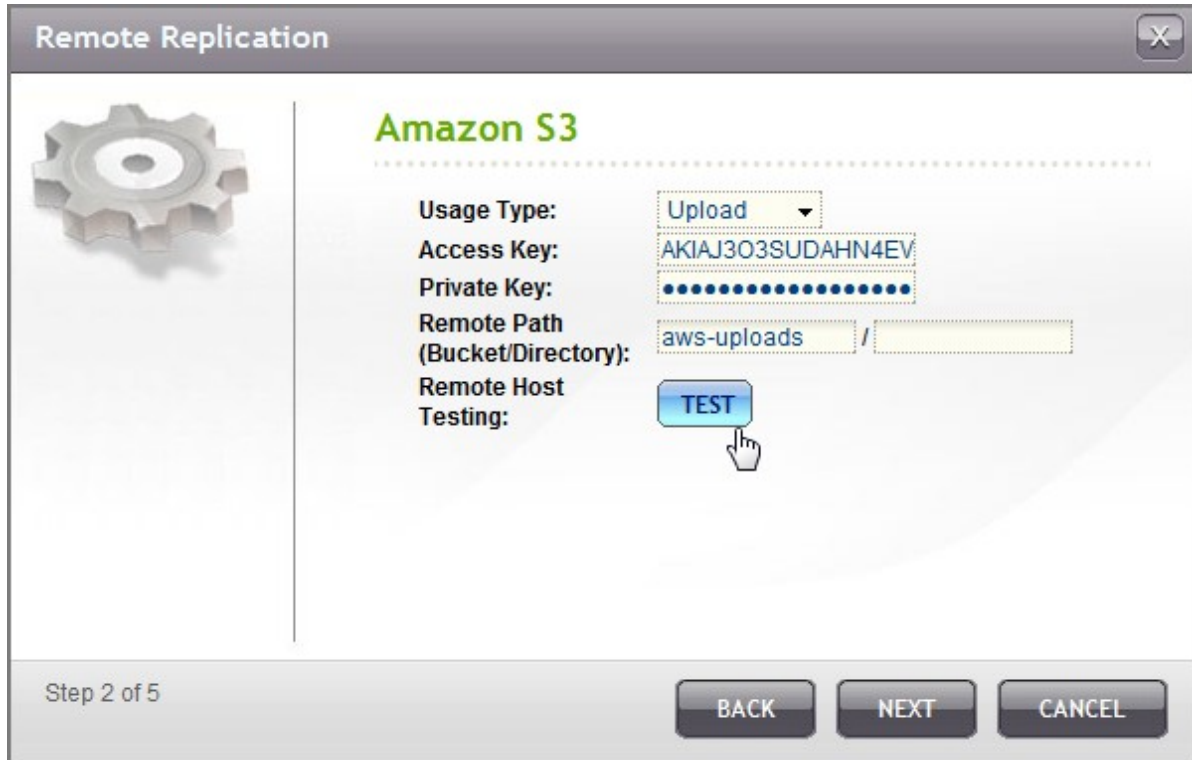 Remote Replication
X
Amazon S3
Usage Type: Upload
Access Key: AKIAJ3O3SUDAHN4EV
Private Key: ●●●●●●●●●●●●●●●●●●
Remote Path
(Bucket/Directory): aws-uploads /
Remote Host
Testing: TEST
Step 2 of 5
BACK NEXT CANCEL